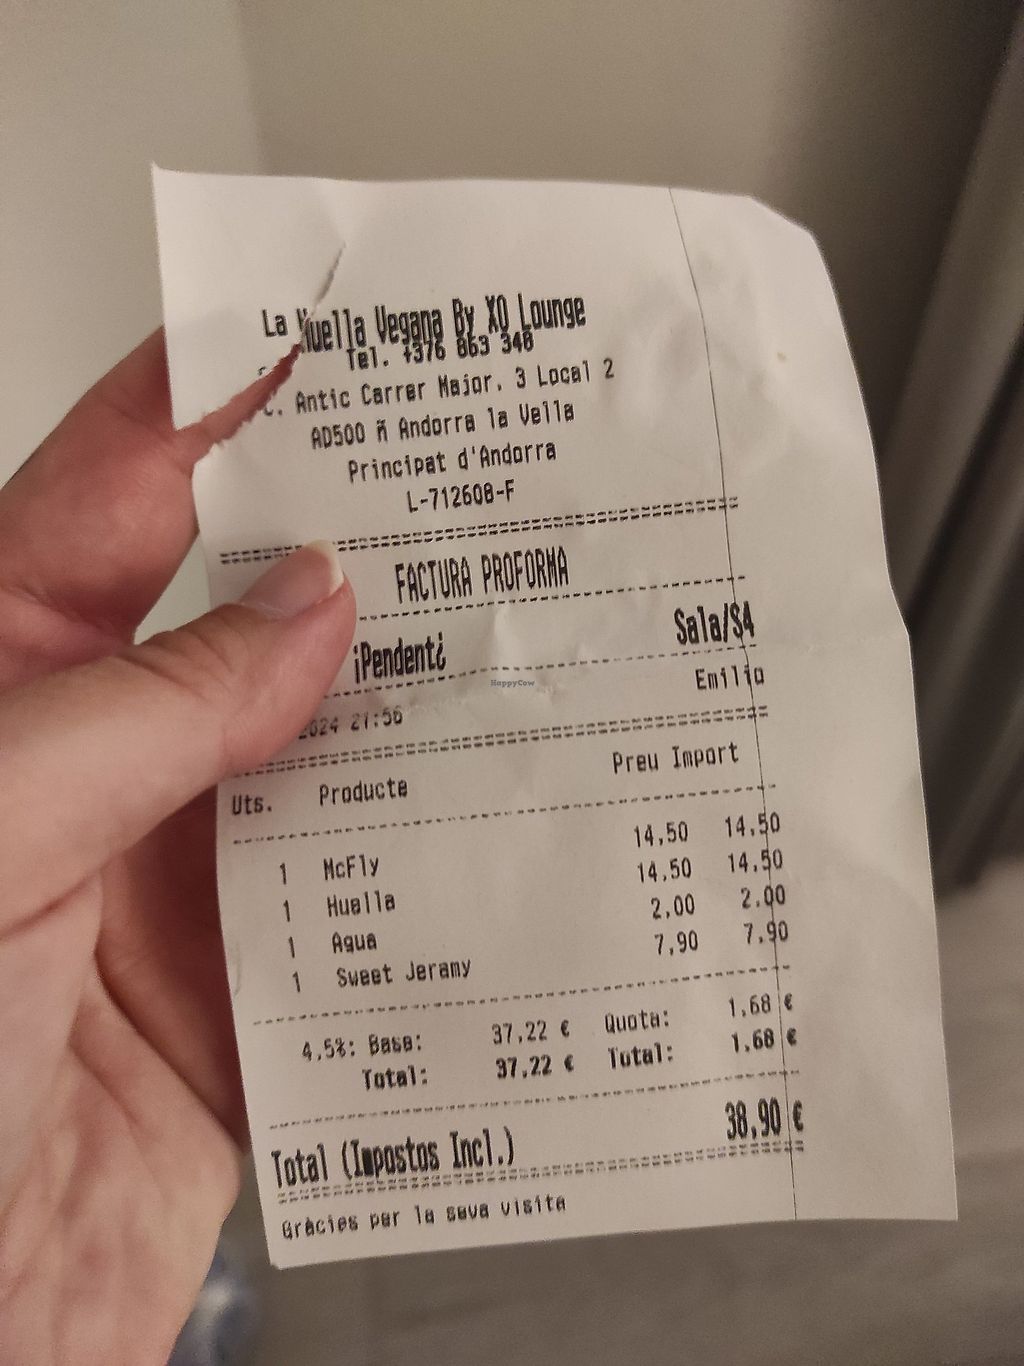 La Huella Vegana By XO Lounge
Tel. +376 863 348
C. Antic Carrer Major, 3 Local 2
AD500 ñ Andorra la Vella
Principat d'Andorra
L-712608-F
FACTURA PROFORMA
¡Pendent¿ Sala/S4
Emilio
2024 21:56
Uts. Producte Preu Import
1 McFly 14,50 14,50
1 Huella 14,50 14,50
1 Agua 2,00 2,00
1 Sweet Jeramy 7,90 7,90
4,5%: Base: 37,22 € Quota: 1,68 €
Total: 37,22 € Total: 1,68 €
Total (Impostos Incl.) 38,90 €
Gràcies per la seva visita
HappyCow